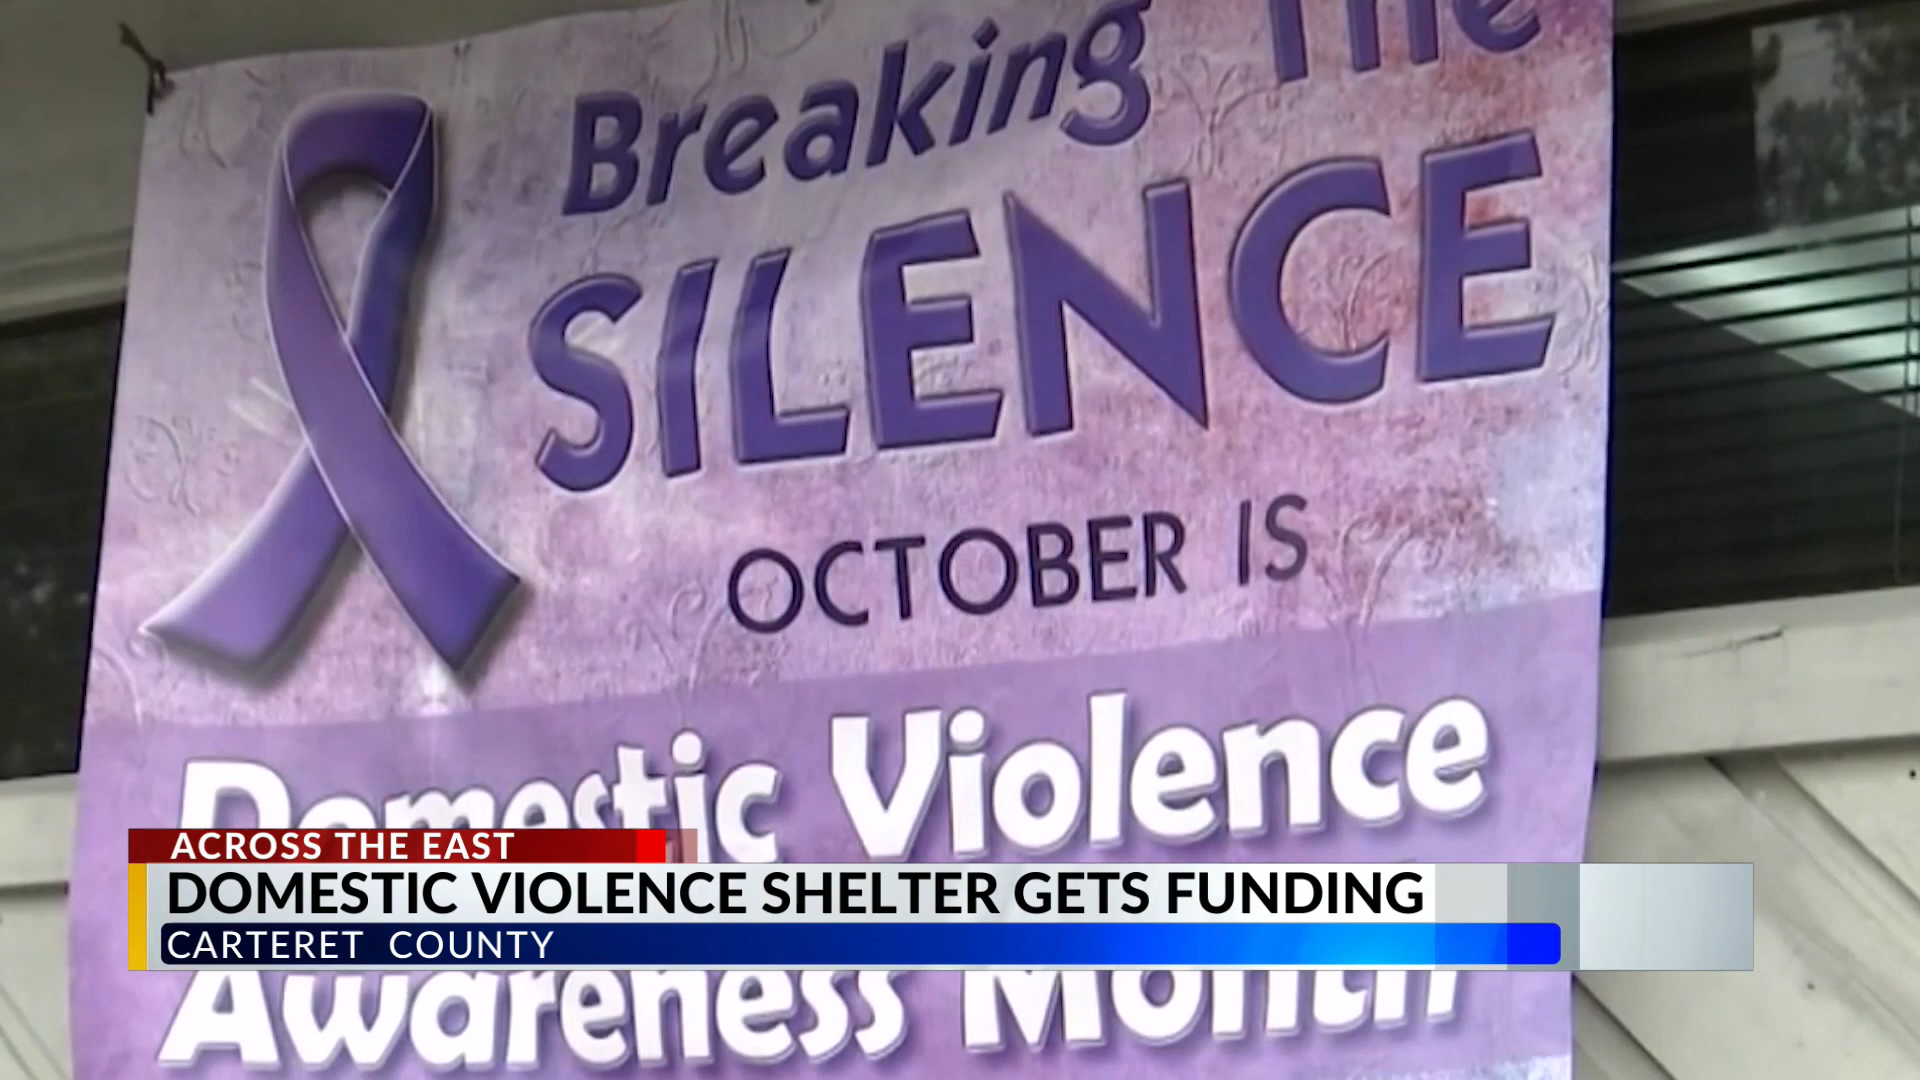 Breaking The
SILENCE
OCTOBER IS
Domestic Violence
ACROSS THE EAST
DOMESTIC VIOLENCE SHELTER GETS FUNDING
CARTERET COUNTY
Awareness Month